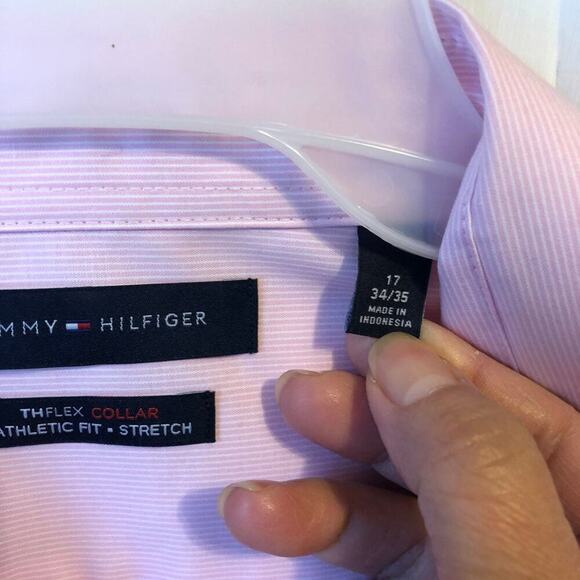 17
34/35
MADE IN
INDONESIA
MMY HILFIGER
THFLEX COLLAR
ATHLETIC FIT ▪ STRETCH